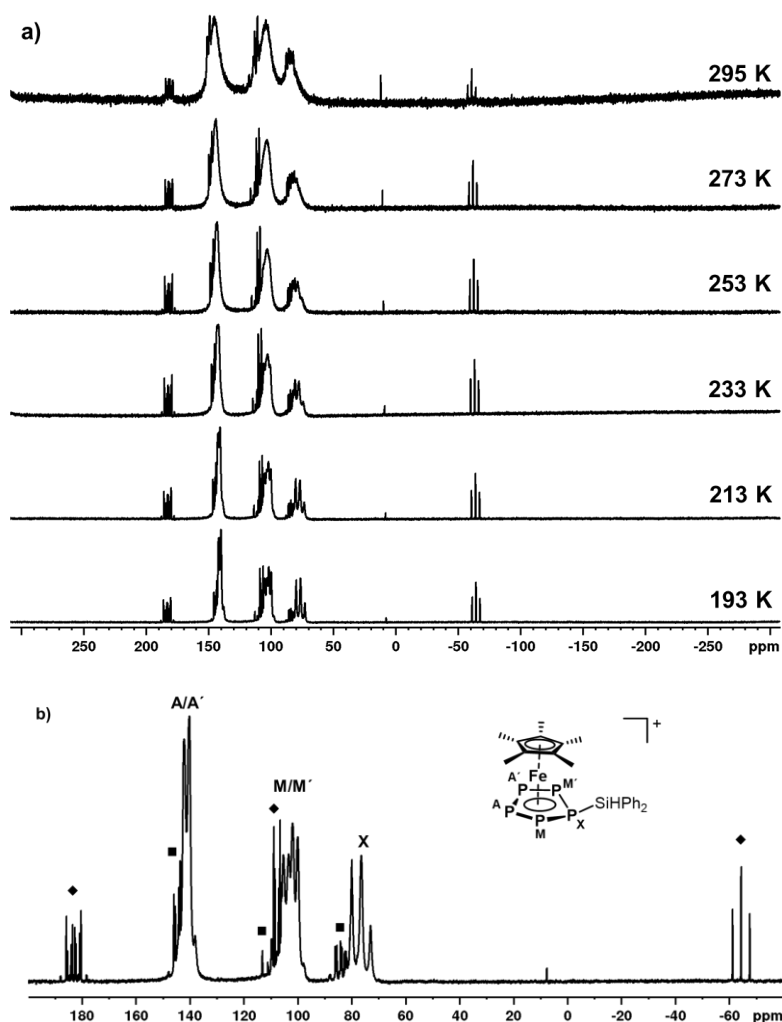 a)
295 K
273 K
253 K
233 K
213 K
193 K
250 200 150 100 50 0 -50 -100 -150 -200 -250 ppm
b)
A/A´
M/M´
X
+
Fe
A´ P P M´
A P P SiHPh2
P X
M
180 160 140 120 100 80 60 40 20 0 -20 -40 -60 ppm